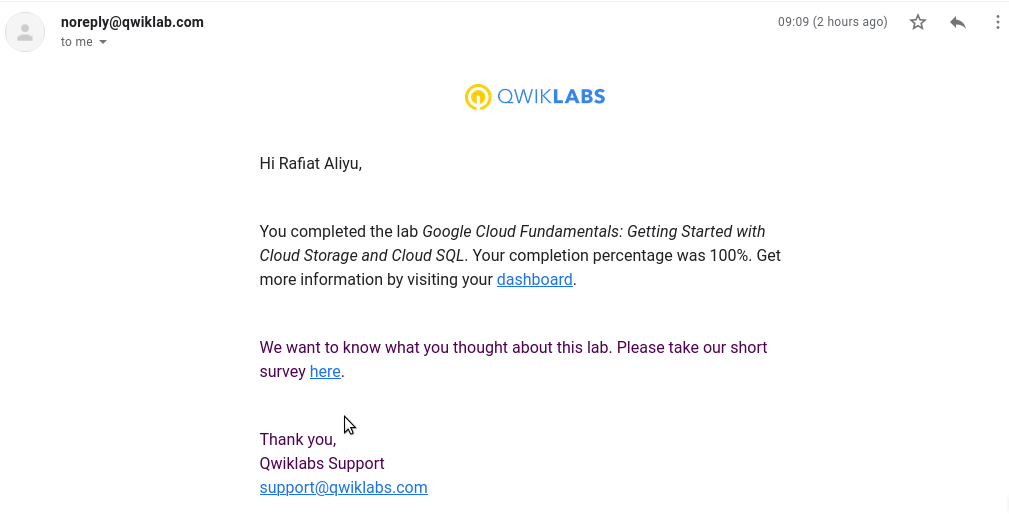 noreply@qwiklab.com
09:09 (2 hours ago)
to me
QWIKLABS
Hi Rafiat Aliyu,
You completed the lab Google Cloud Fundamentals: Getting Started with
Cloud Storage and Cloud SQL. Your completion percentage was 100%. Get
more information by visiting your dashboard.
We want to know what you thought about this lab. Please take our short
survey here.
Thank you,
Qwiklabs Support
support@qwiklabs.com